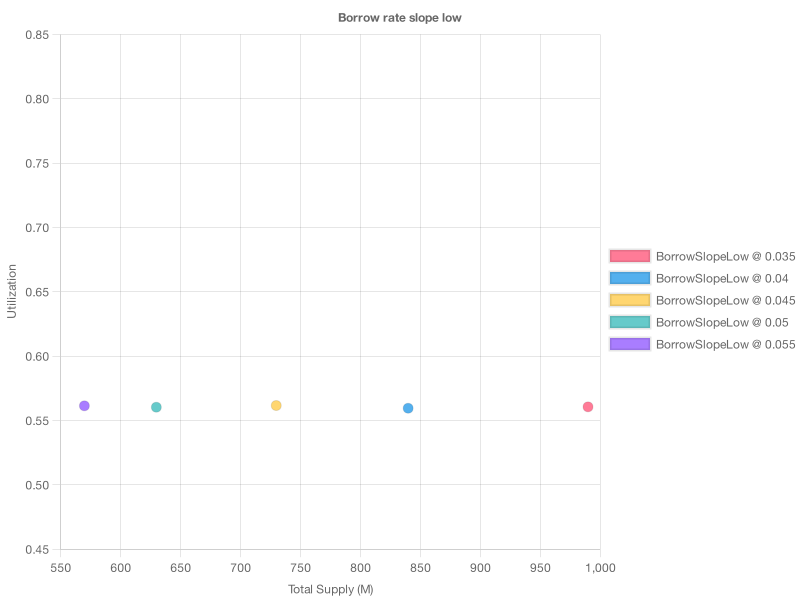 Borrow rate slope low
0.85
0.80
0.75
0.70
0.65
0.60
0.55
0.50
0.45
Utilization
550 600 650 700 750 800 850 900 950 1,000
Total Supply (M)
BorrowSlopeLow @ 0.035
BorrowSlopeLow @ 0.04
BorrowSlopeLow @ 0.045
BorrowSlopeLow @ 0.05
BorrowSlopeLow @ 0.055